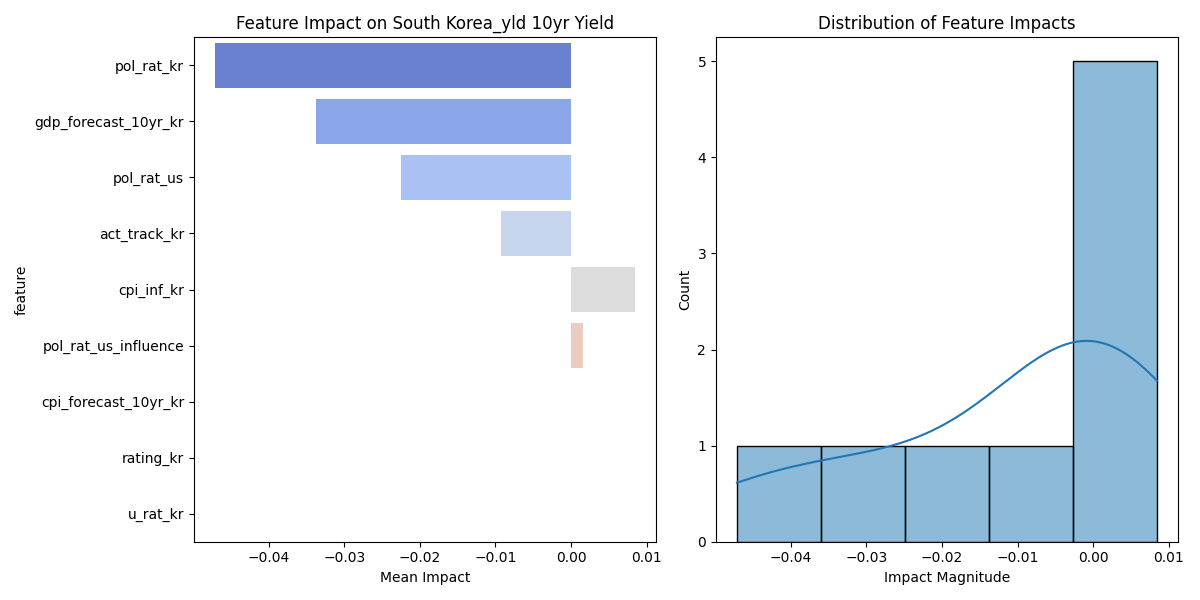 Feature Impact on South Korea_yld 10yr Yield
feature
pol_rat_kr
gdp_forecast_10yr_kr
pol_rat_us
act_track_kr
cpi_inf_kr
pol_rat_us_influence
cpi_forecast_10yr_kr
rating_kr
u_rat_kr
−0.04 −0.03 −0.02 −0.01 0.00 0.01
Mean Impact
Distribution of Feature Impacts
Count
5
4
3
2
1
0
−0.04 −0.03 −0.02 −0.01 0.00 0.01
Impact Magnitude